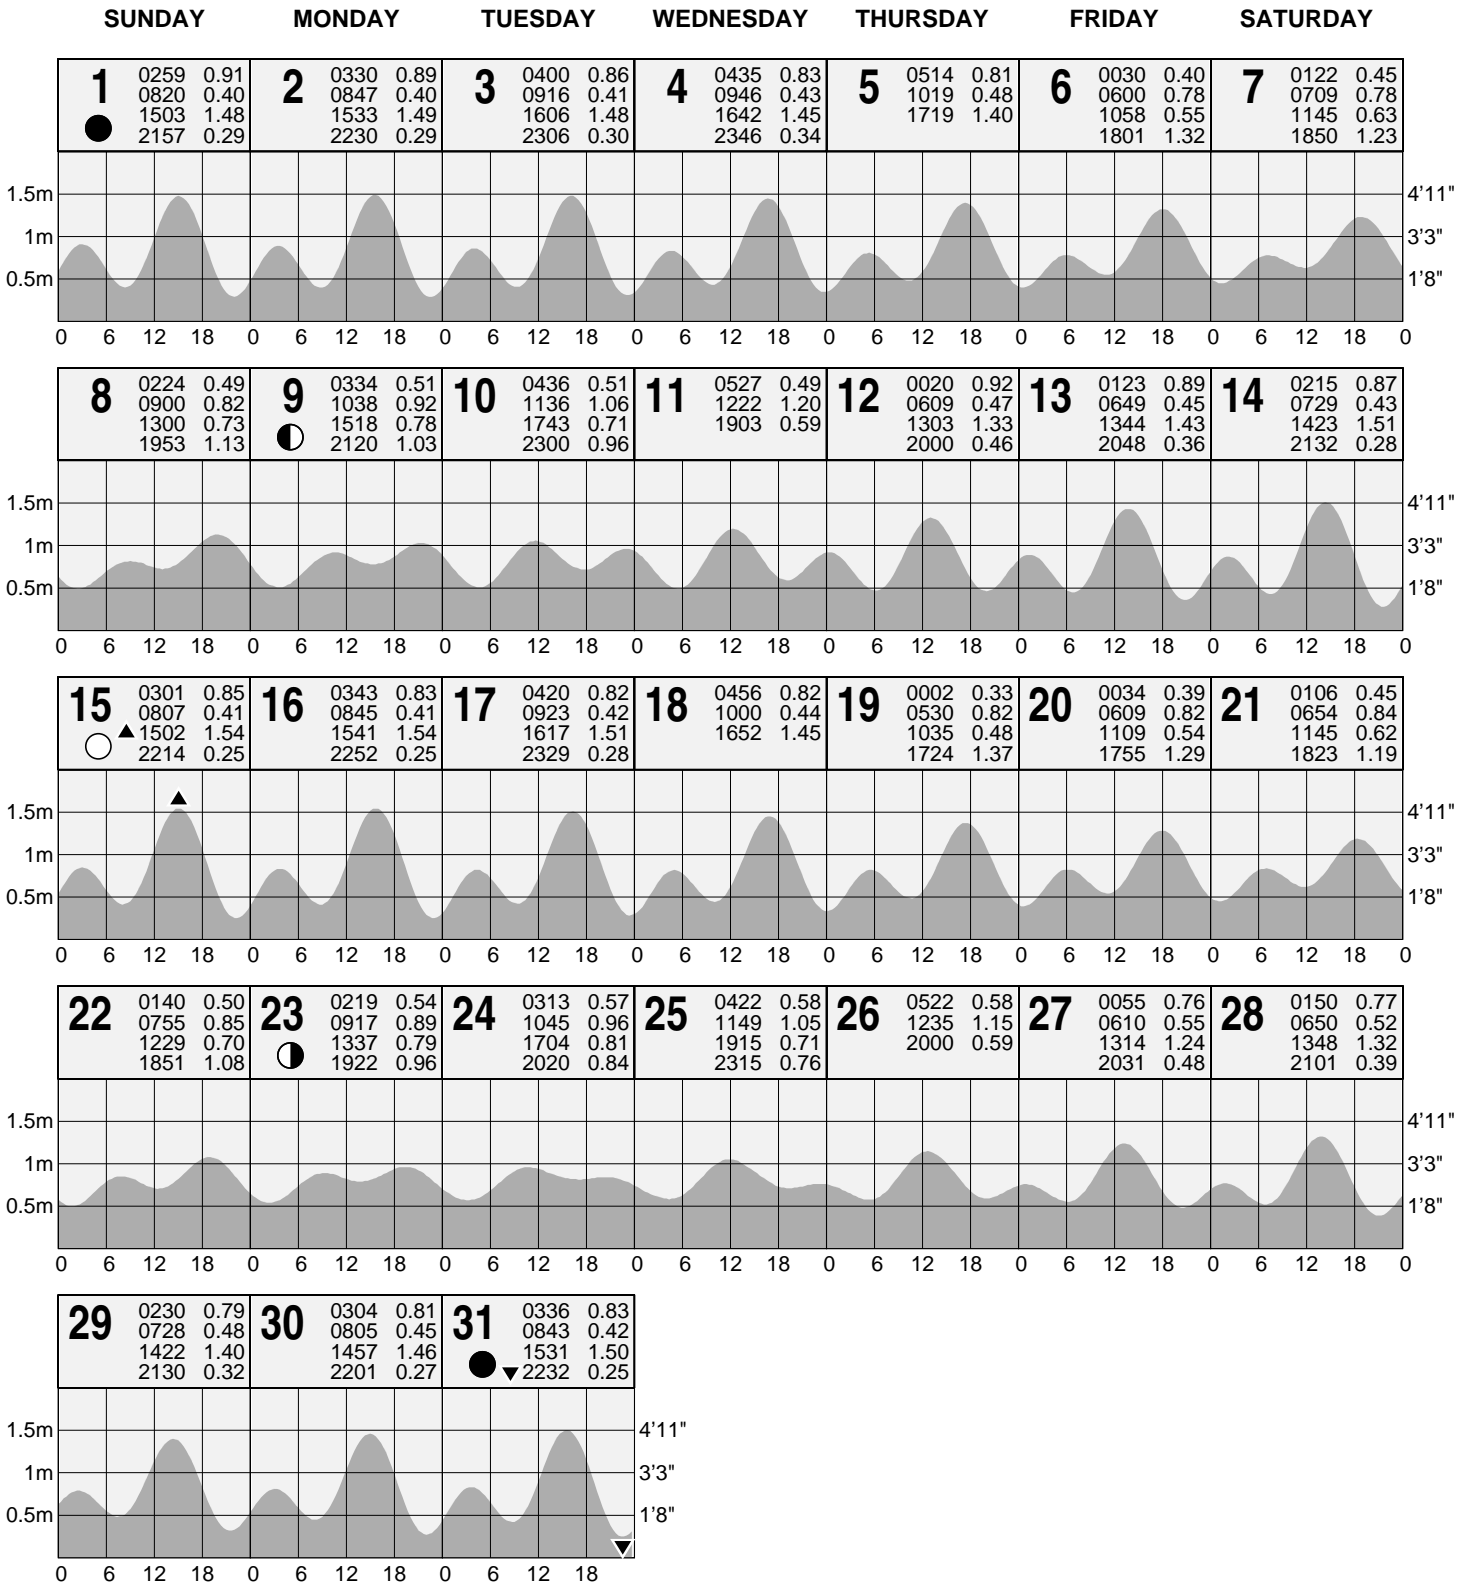 SUNDAY MONDAY TUESDAY WEDNESDAY THURSDAY FRIDAY SATURDAY
1 0259 0.91 0820 0.40 1503 1.48 2157 0.29
2 0330 0.89 0847 0.40 1533 1.49 2230 0.29
3 0400 0.86 0916 0.41 1606 1.48 2306 0.30
4 0435 0.83 0946 0.43 1642 1.45 2346 0.34
5 0514 0.81 1019 0.48 1719 1.40
6 0030 0.40 0600 0.78 1058 0.55 1801 1.32
7 0122 0.45 0709 0.78 1145 0.63 1850 1.23
1.5m 4'11"
1m 3'3"
0.5m 1'8"
0 6 12 18 0 6 12 18 0 6 12 18 0 6 12 18 0 6 12 18 0 6 12 18 0 6 12 18 0
8 0224 0.49 0900 0.82 1300 0.73 1953 1.13
9 0334 0.51 1038 0.92 1518 0.78 2120 1.03
10 0436 0.51 1136 1.06 1743 0.71 2300 0.96
11 0527 0.49 1222 1.20 1903 0.59
12 0020 0.92 0609 0.47 1303 1.33 2000 0.46
13 0123 0.89 0649 0.45 1344 1.43 2048 0.36
14 0215 0.87 0729 0.43 1423 1.51 2132 0.28
1.5m 4'11"
1m 3'3"
0.5m 1'8"
0 6 12 18 0 6 12 18 0 6 12 18 0 6 12 18 0 6 12 18 0 6 12 18 0 6 12 18 0
15 0301 0.85 0807 0.41 1502 1.54 2214 0.25
16 0343 0.83 0845 0.41 1541 1.54 2252 0.25
17 0420 0.82 0923 0.42 1617 1.51 2329 0.28
18 0456 0.82 1000 0.44 1652 1.45
19 0002 0.33 0530 0.82 1035 0.48 1724 1.37
20 0034 0.39 0609 0.82 1109 0.54 1755 1.29
21 0106 0.45 0654 0.84 1145 0.62 1823 1.19
1.5m 4'11"
1m 3'3"
0.5m 1'8"
0 6 12 18 0 6 12 18 0 6 12 18 0 6 12 18 0 6 12 18 0 6 12 18 0 6 12 18 0
22 0140 0.50 0755 0.85 1229 0.70 1851 1.08
23 0219 0.54 0917 0.89 1337 0.79 1922 0.96
24 0313 0.57 1045 0.96 1704 0.81 2020 0.84
25 0422 0.58 1149 1.05 1915 0.71 2315 0.76
26 0522 0.58 1235 1.15 2000 0.59
27 0055 0.76 0610 0.55 1314 1.24 2031 0.48
28 0150 0.77 0650 0.52 1348 1.32 2101 0.39
1.5m 4'11"
1m 3'3"
0.5m 1'8"
0 6 12 18 0 6 12 18 0 6 12 18 0 6 12 18 0 6 12 18 0 6 12 18 0 6 12 18 0
29 0230 0.79 0728 0.48 1422 1.40 2130 0.32
30 0304 0.81 0805 0.45 1457 1.46 2201 0.27
31 0336 0.83 0843 0.42 1531 1.50 2232 0.25
1.5m 4'11"
1m 3'3"
0.5m 1'8"
0 6 12 18 0 6 12 18 0 6 12 18